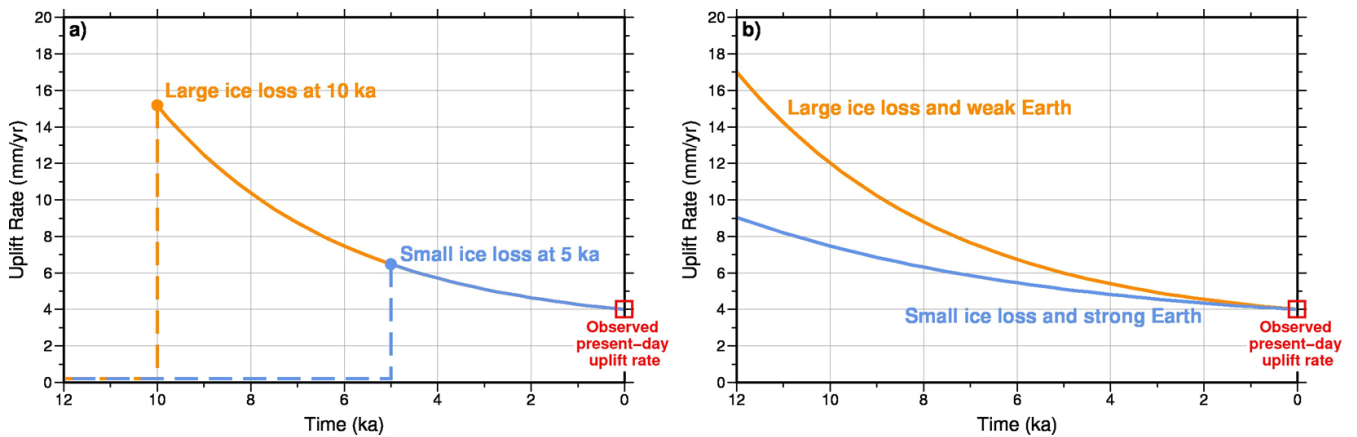 a)
Uplift Rate (mm/yr)
20
18
16
14
12
10
8
6
4
2
0
Large ice loss at 10 ka
Small ice loss at 5 ka
Observed
present-day
uplift rate
12 10 8 6 4 2 0
Time (ka)
b)
Uplift Rate (mm/yr)
20
18
16
14
12
10
8
6
4
2
0
Large ice loss and weak Earth
Small ice loss and strong Earth
Observed
present-day
uplift rate
12 10 8 6 4 2 0
Time (ka)